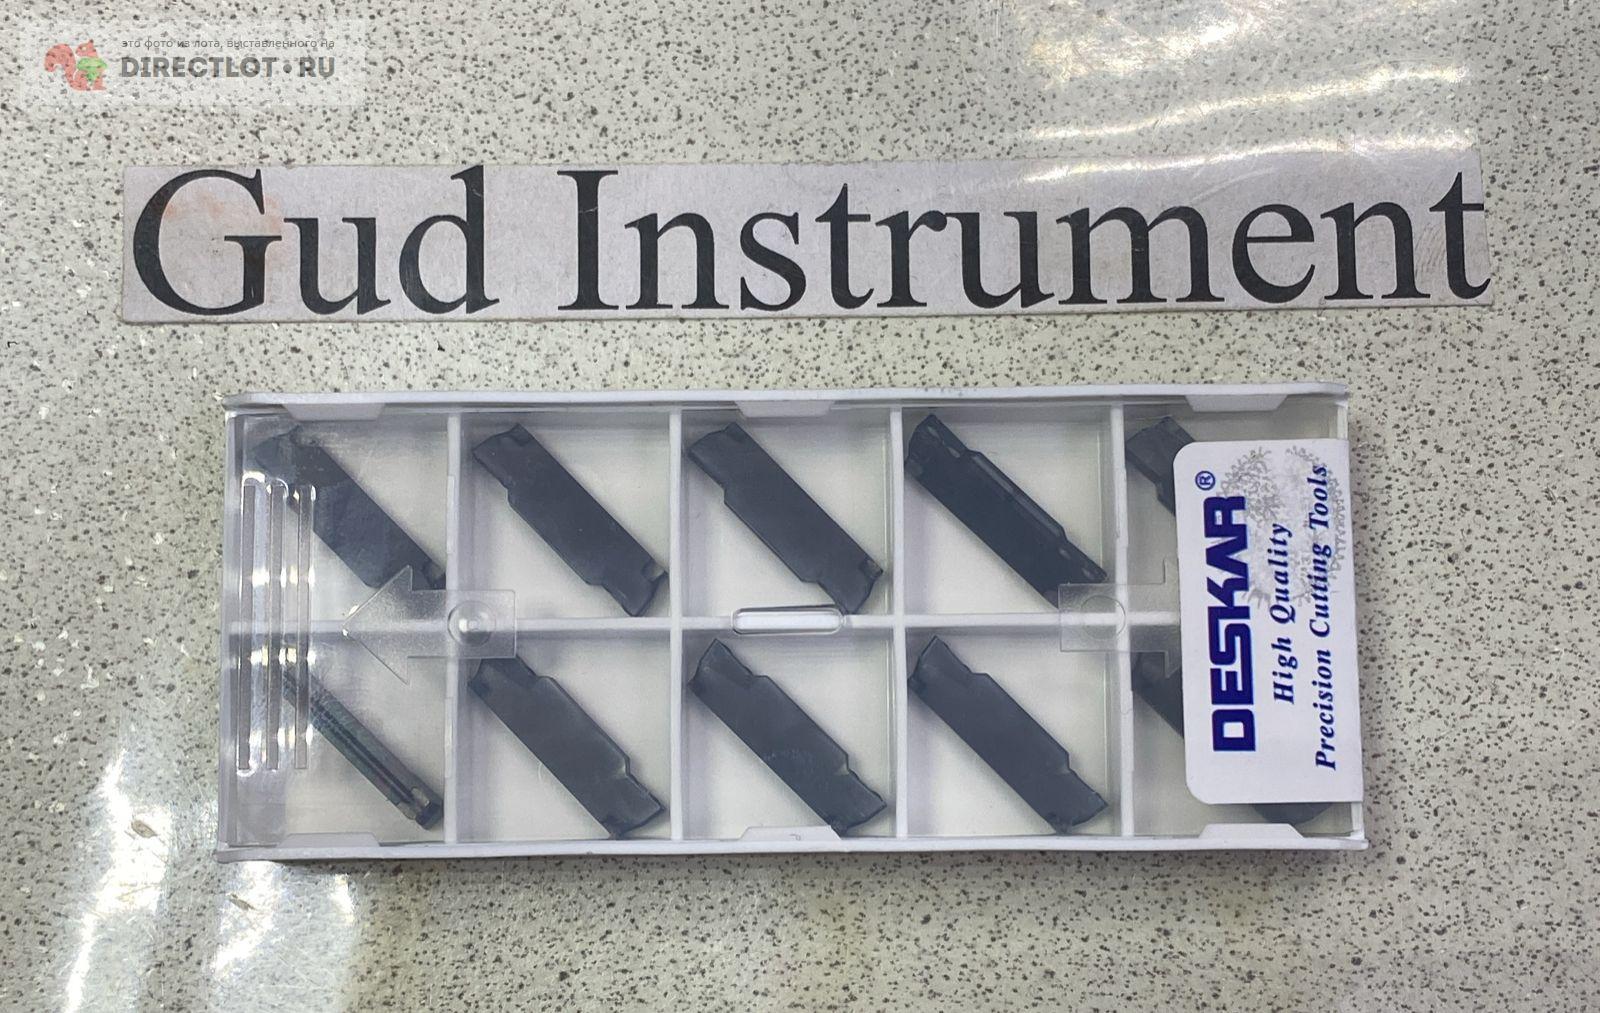 это фото из лота, выставленного на
DIRECTLOT.RU
Gud Instrument
DESKAR®
High Quality
Precision Cutting Tools